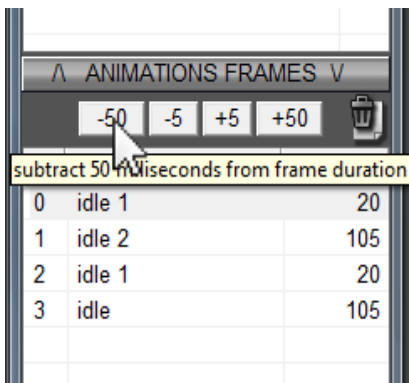 /\ ANIMATIONS FRAMES \/
-50 -5 +5 +50
subtract 50 miliseconds from frame duration
0 idle 1 20
1 idle 2 105
2 idle 1 20
3 idle 105